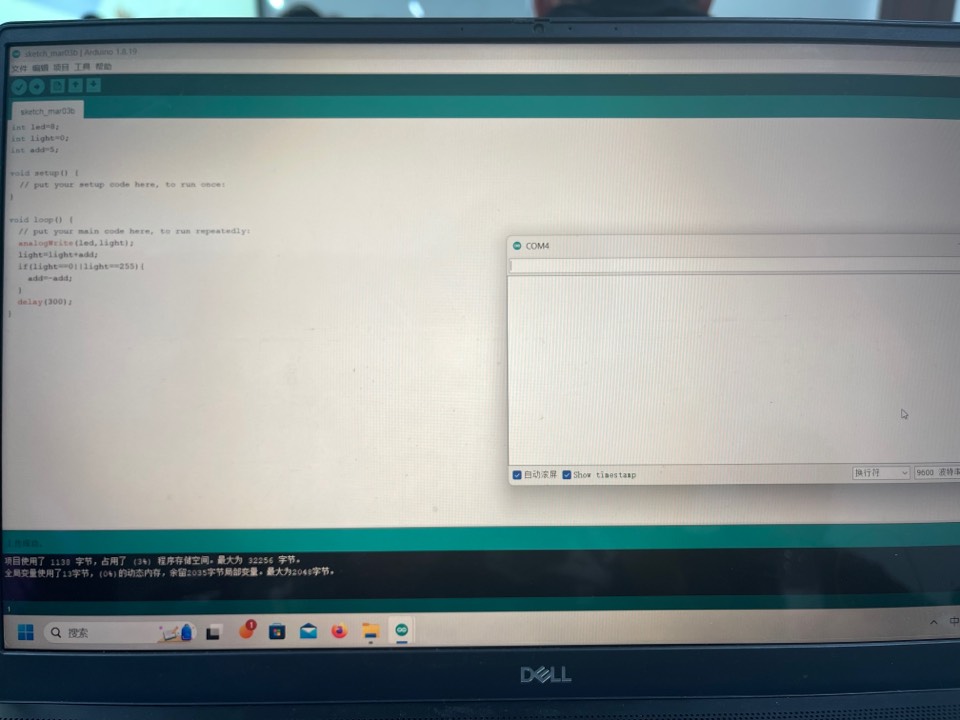 sketch_mar03b | Arduino 1.8.19
文件 编辑 项目 工具 帮助
sketch_mar03b
int led=6;
int light=0;
int add=5;
void setup() {
// put your setup code here, to run once:
}
void loop() {
// put your main code here, to run repeatedly:
analogWrite(led,light);
light=light+add;
if(light==0||light==255){
add=-add;
}
delay(300);
}
COM4
自动滚屏 Show timestamp
换行符
9600 波特率
项目使用了 1138 字节，占用了 (3%) 程序存储空间。最大为 32256 字节。
全局变量使用了13字节，(0%)的动态内存，余留2035字节局部变量。最大为2048字节。
1
搜索
1
中
DELL